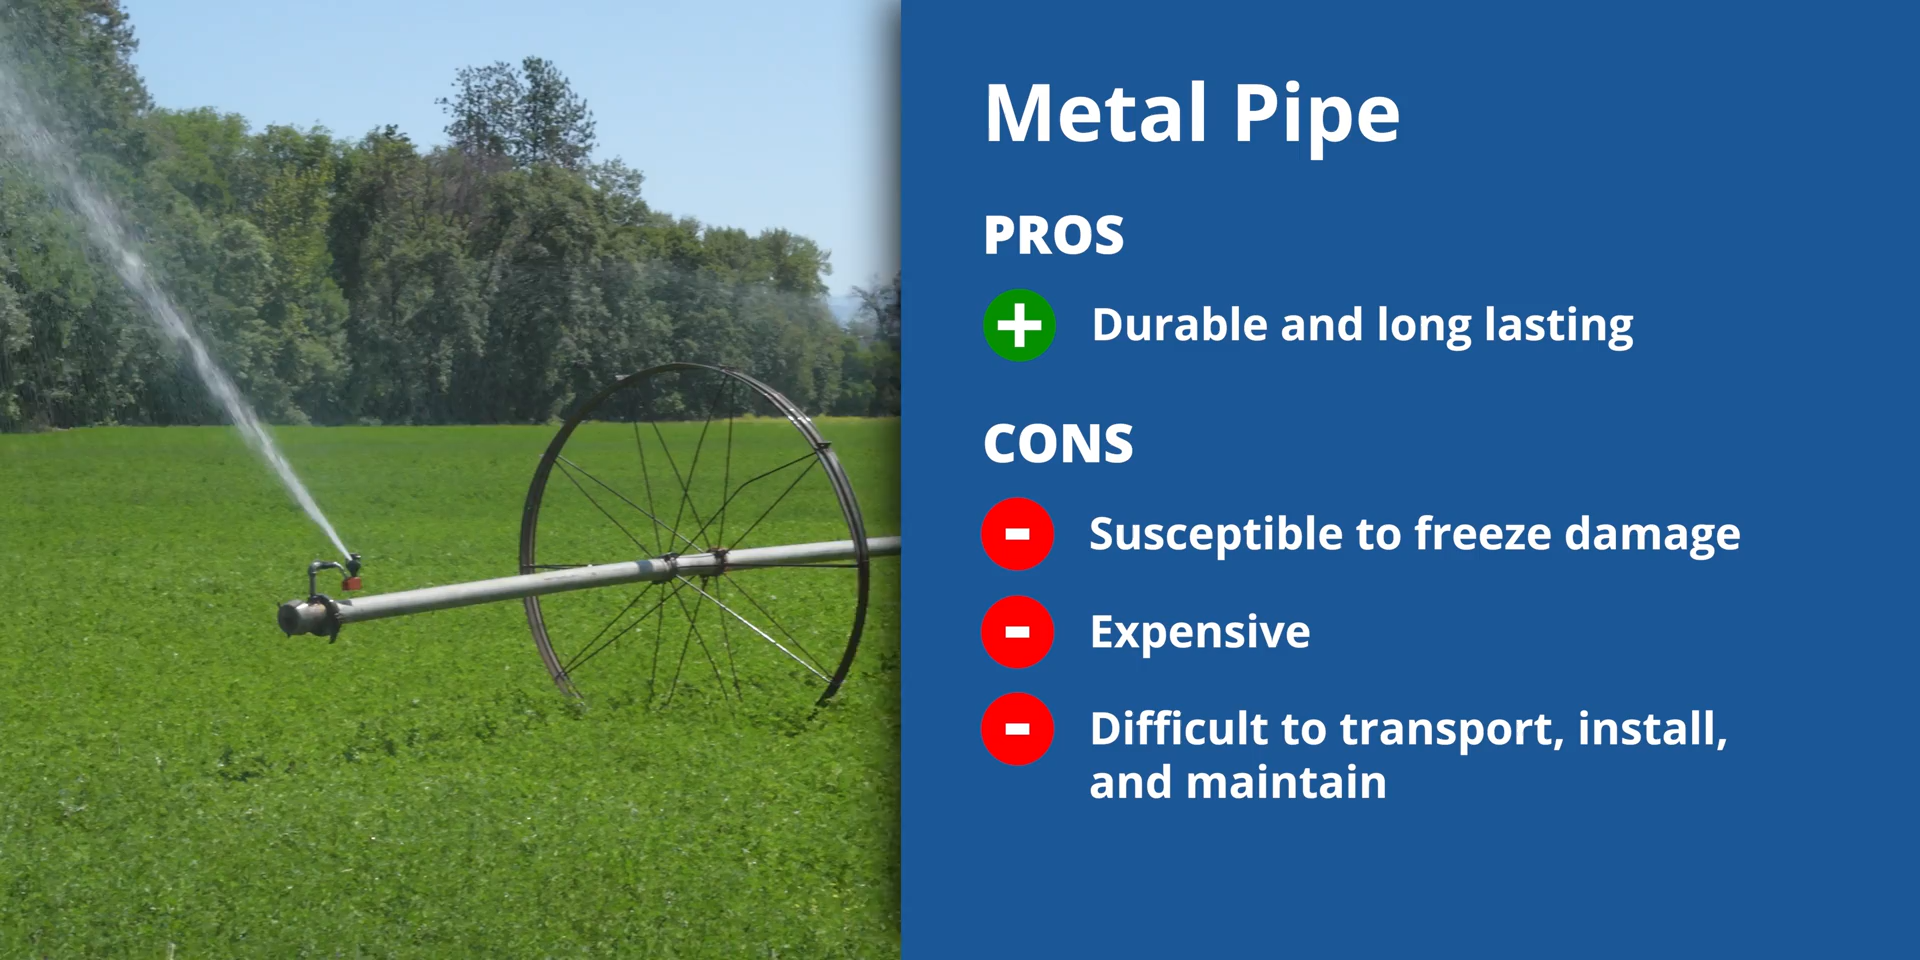 Metal Pipe
PROS
+ Durable and long lasting
CONS
- Susceptible to freeze damage
- Expensive
- Difficult to transport, install,
and maintain